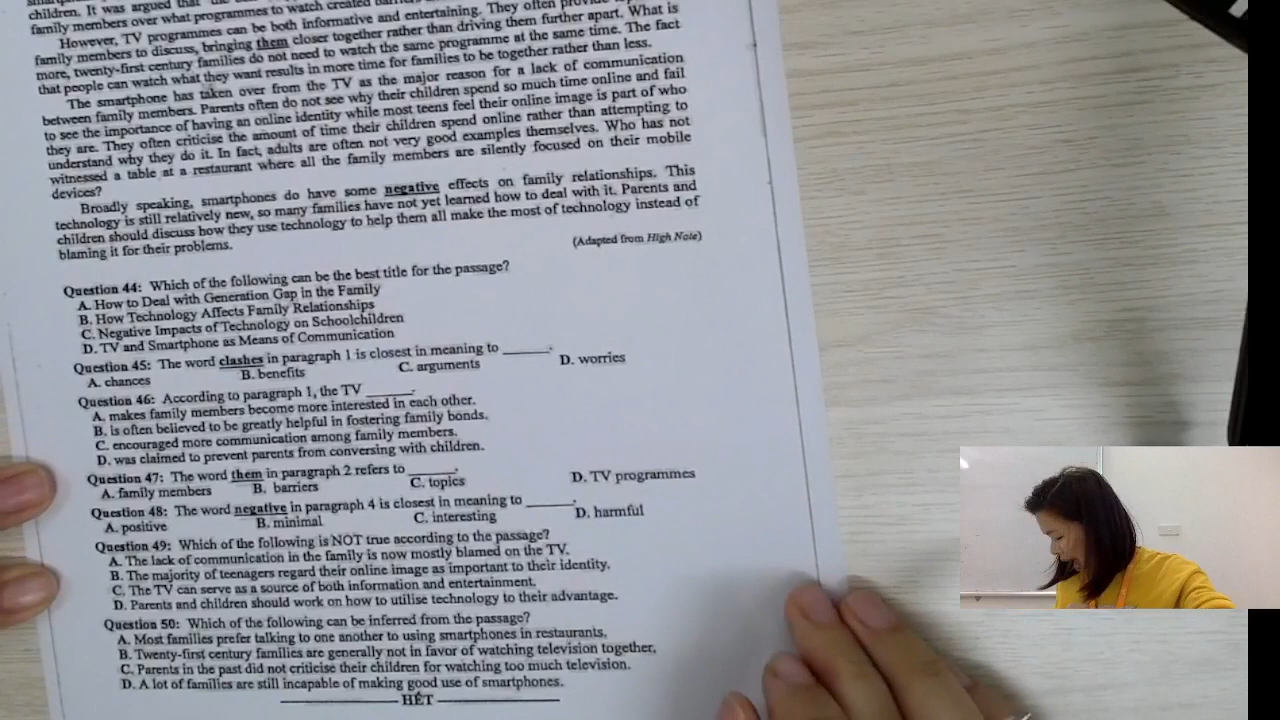 children. It was argued that
family members over what programmes to watch created
However, TV programmes can be both informative and entertaining. They often provide
family members to discuss, bringing them closer together rather than driving them further apart. What is
more, twenty-first century families do not need to watch the same programme at the same time. The fact
that people can watch what they want results in more time for families to be together rather than less.
The smartphone has taken over from the TV as the major reason for a lack of communication
between family members. Parents often do not see why their children spend so much time online and fail
to see the importance of having an online identity while most teens feel their online image is part of who
they are. They often criticise the amount of time their children spend online rather than attempting to
understand why they do it. In fact, adults are often not very good examples themselves. Who has not
witnessed a table at a restaurant where all the family members are silently focused on their mobile
devices?
Broadly speaking, smartphones do have some negative effects on family relationships. This
technology is still relatively new, so many families have not yet learned how to deal with it. Parents and
children should discuss how they use technology to help them all make the most of technology instead of
blaming it for their problems.
(Adapted from High Note)
Question 44: Which of the following can be the best title for the passage?
A. How to Deal with Generation Gap in the Family
B. How Technology Affects Family Relationships
C. Negative Impacts of Technology on Schoolchildren
D. TV and Smartphone as Means of Communication
Question 45: The word clashes in paragraph 1 is closest in meaning to ______.
A. chances B. benefits C. arguments D. worries
Question 46: According to paragraph 1, the TV ______.
A. makes family members become more interested in each other.
B. is often believed to be greatly helpful in fostering family bonds.
C. encouraged more communication among family members.
D. was claimed to prevent parents from conversing with children.
Question 47: The word them in paragraph 2 refers to ______.
A. family members B. barriers C. topics D. TV programmes
Question 48: The word negative in paragraph 4 is closest in meaning to ______.
A. positive B. minimal C. interesting D. harmful
Question 49: Which of the following is NOT true according to the passage?
A. The lack of communication in the family is now mostly blamed on the TV.
B. The majority of teenagers regard their online image as important to their identity.
C. The TV can serve as a source of both information and entertainment.
D. Parents and children should work on how to utilise technology to their advantage.
Question 50: Which of the following can be inferred from the passage?
A. Most families prefer talking to one another to using smartphones in restaurants.
B. Twenty-first century families are generally not in favor of watching television together.
C. Parents in the past did not criticise their children for watching too much television.
D. A lot of families are still incapable of making good use of smartphones.
HẾT